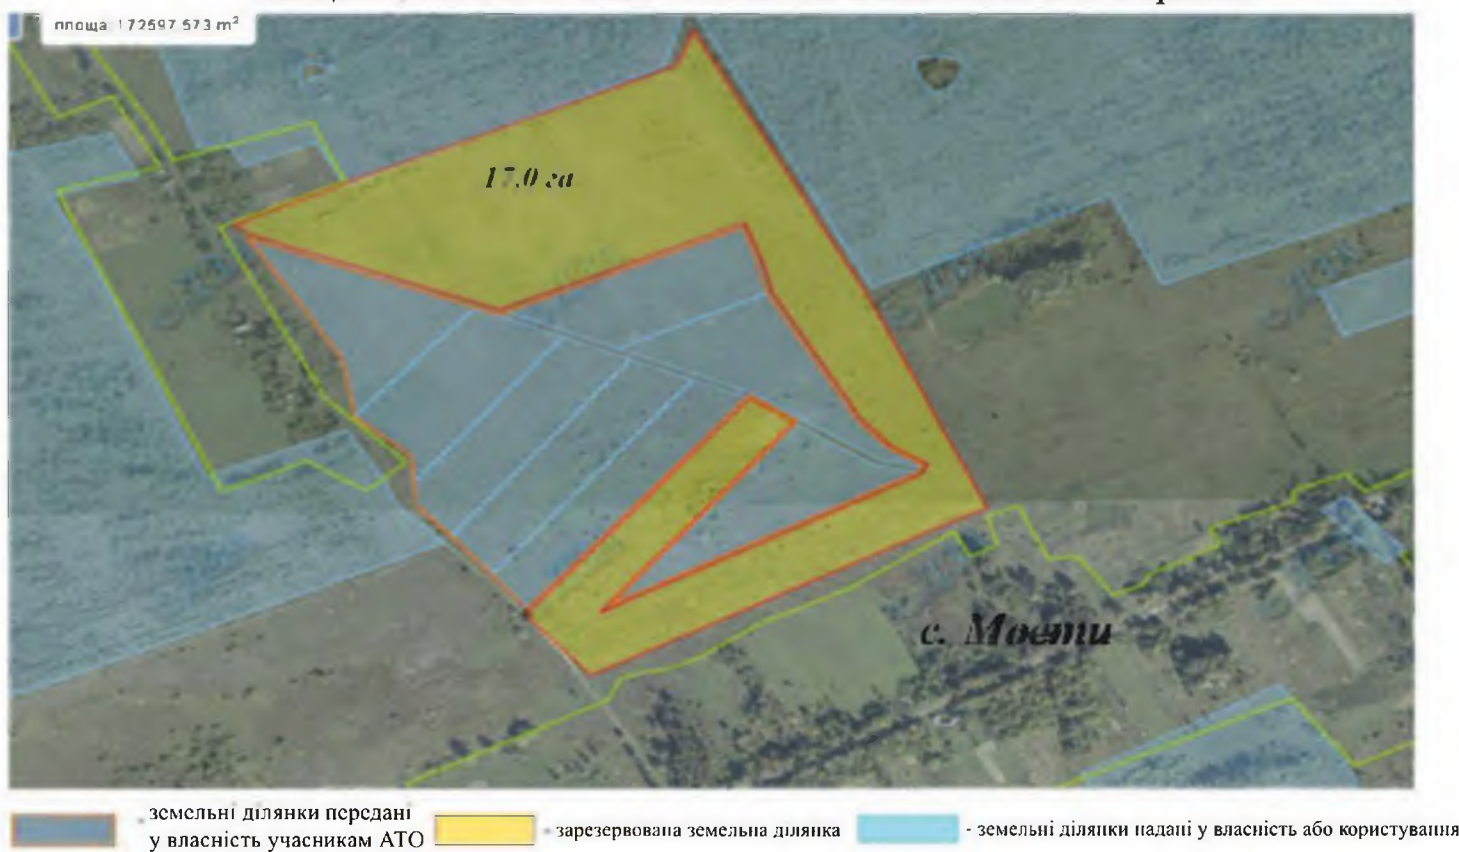 площа: 172597.573 m²
17,0 га
с. Мости
- земельні ділянки передані
у власність учасникам АТО
- зарезервована земельна ділянка
- земельні ділянки надані у власність або користування